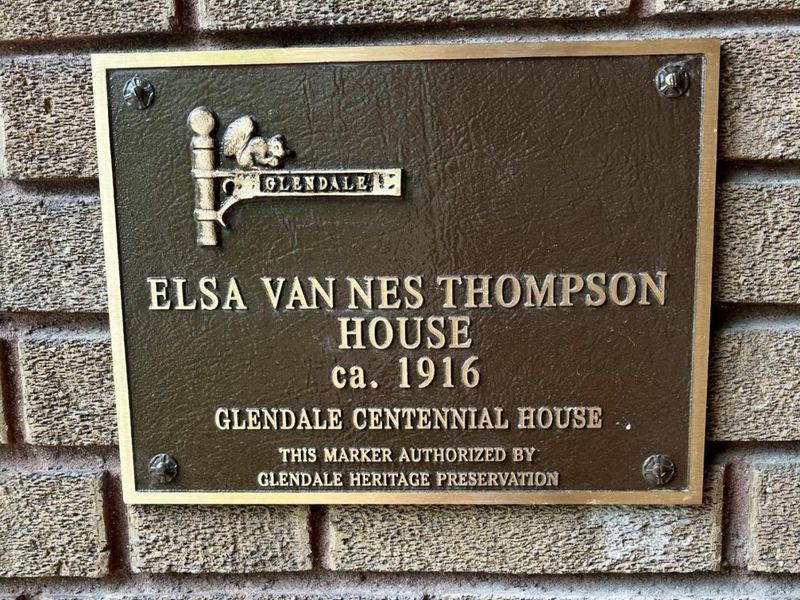 GLENDALE
ELSA VAN NES THOMPSON
HOUSE
ca. 1916
GLENDALE CENTENNIAL HOUSE
THIS MARKER AUTHORIZED BY
GLENDALE HERITAGE PRESERVATION